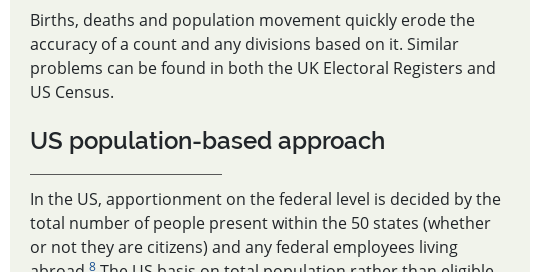 Births, deaths and population movement quickly erode the
accuracy of a count and any divisions based on it. Similar
problems can be found in both the UK Electoral Registers and
US Census.
US population-based approach
In the US, apportionment on the federal level is decided by the
total number of people present within the 50 states (whether
or not they are citizens) and any federal employees living
abroad.8 The US basis on total population rather than eligible